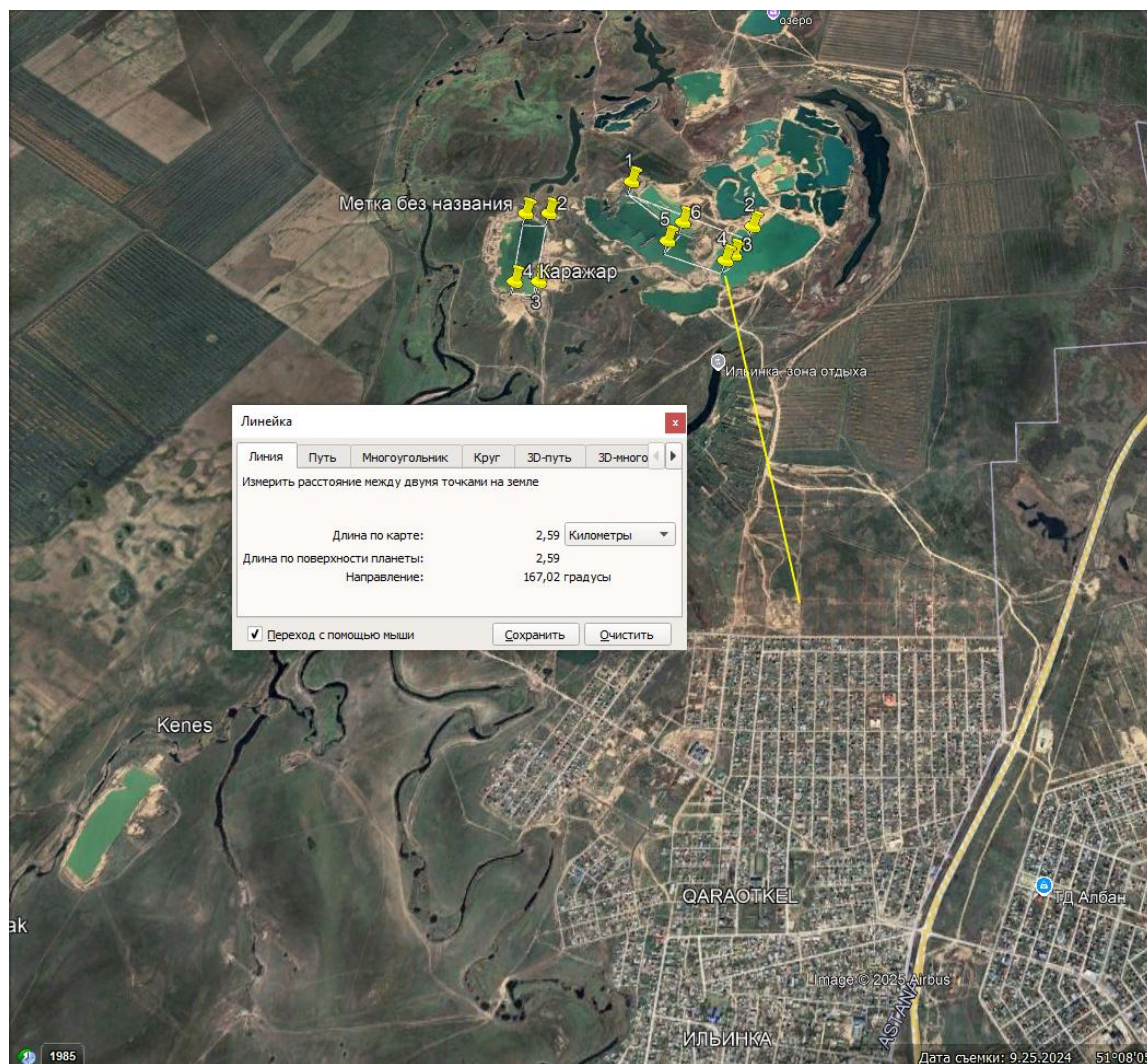 озеро
1
Метка без названия
2
6
2
5
4
3
4
Каражар
3
Ильинка, зона отдыха
Линейка
x
Линия Путь Многоугольник Круг 3D-путь 3D-много
Измерить расстояние между двумя точками на земле
Длина по карте: 2,59 Километры
Длина по поверхности планеты: 2,59
Направление: 167,02 градусы
Переход с помощью мыши Сохранить Очистить
Kenes
QARAOTKEL
ТД Албан
ak
Image © 2025 Airbus
ASTANA
ИЛЬИНКА
1985
Дата съемки: 9.25.2024 51°08